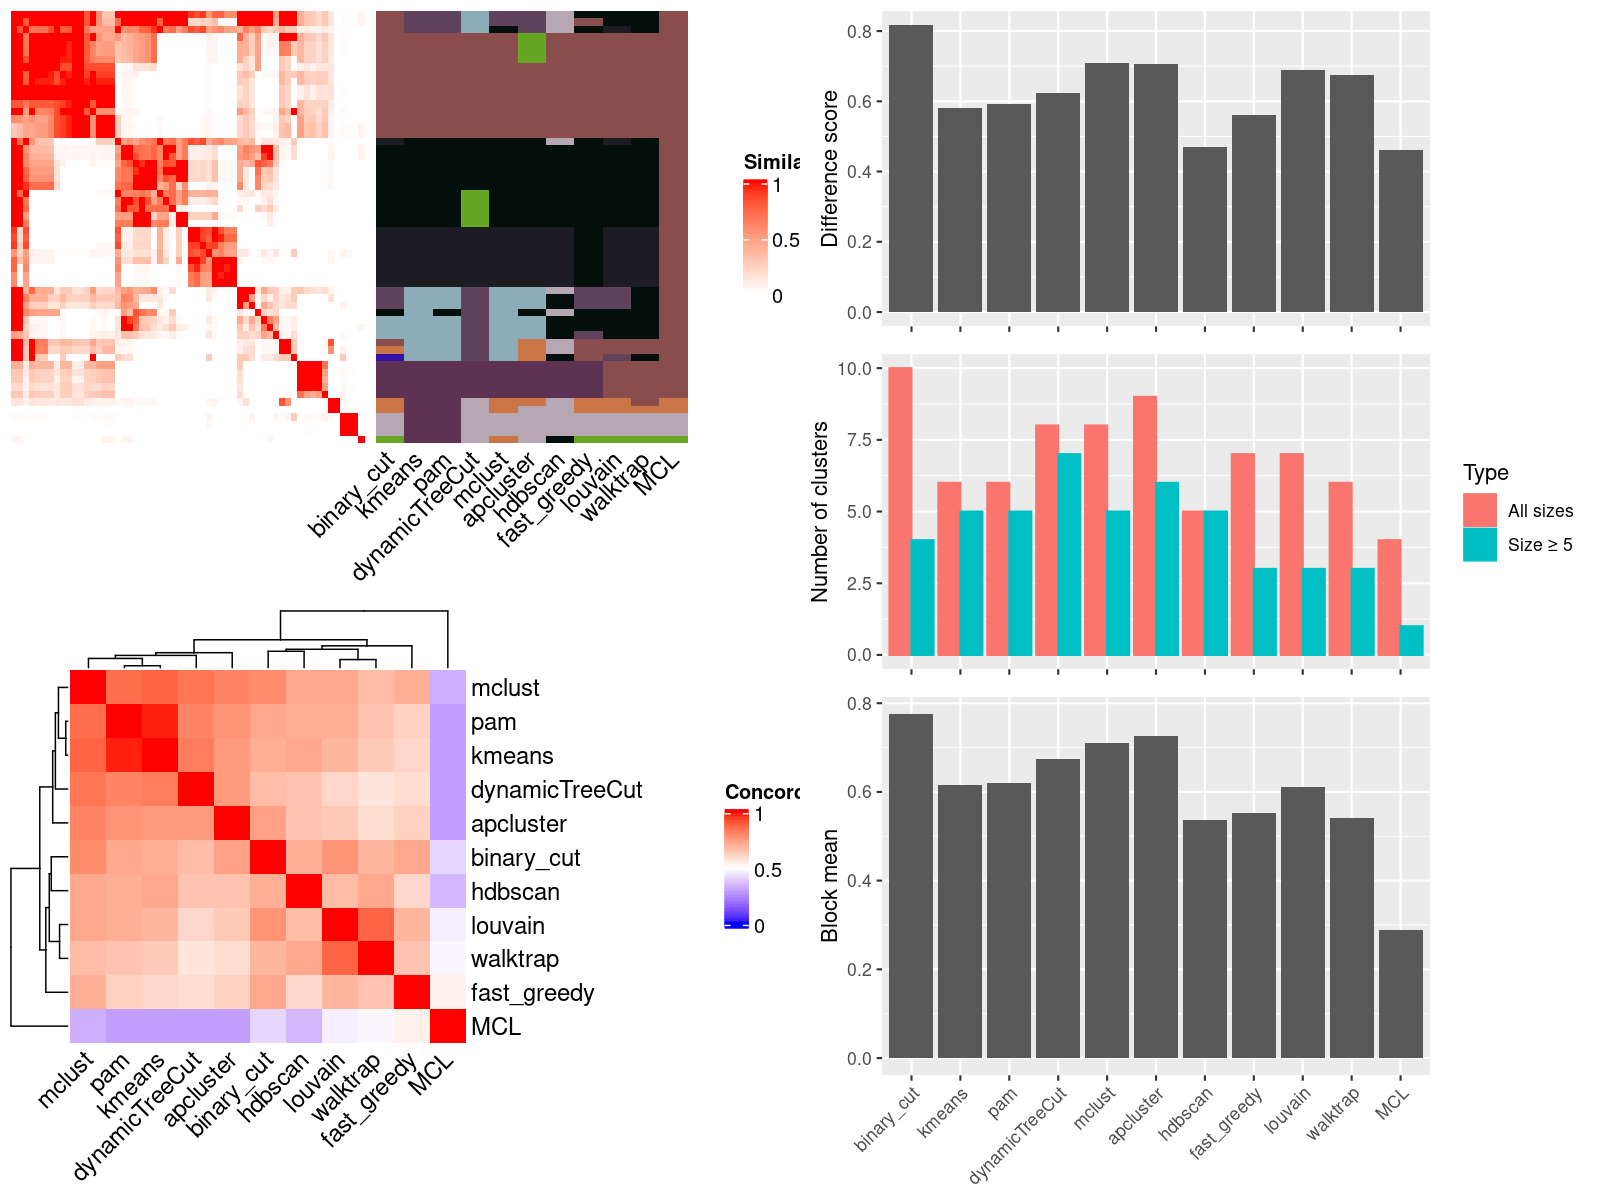 Simila
1
0.5
0
binary_cut
kmeans
pam
dynamicTreeCut
mclust
apcluster
hdbscan
fast_greedy
louvain
walktrap
MCL
mclust
pam
kmeans
dynamicTreeCut
apcluster
binary_cut
hdbscan
louvain
walktrap
fast_greedy
MCL
Concord
1
0.5
0
mclust
pam
kmeans
dynamicTreeCut
apcluster
binary_cut
hdbscan
louvain
walktrap
fast_greedy
MCL
Difference score
0.8
0.6
0.4
0.2
0.0
Number of clusters
10.0
7.5
5.0
2.5
0.0
Type
All sizes
Size ≥ 5
Block mean
0.8
0.6
0.4
0.2
0.0
binary_cut
kmeans
pam
dynamicTreeCut
mclust
apcluster
hdbscan
fast_greedy
louvain
walktrap
MCL